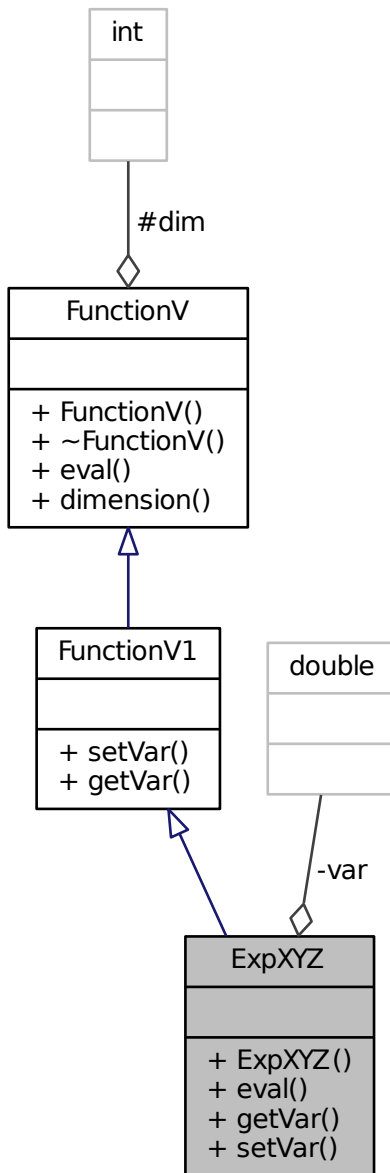 int
#dim
FunctionV
+ FunctionV()
+ ~FunctionV()
+ eval()
+ dimension()
FunctionV1
+ setVar()
+ getVar()
double
-var
ExpXYZ
+ ExpXYZ()
+ eval()
+ getVar()
+ setVar()